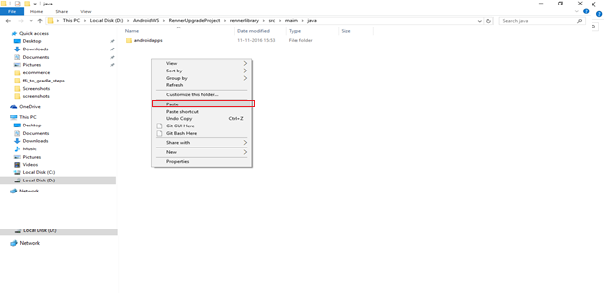 java
File Home Share View
This PC > Local Disk (D:) > AndroidWS > RennerUpgradeProject > rennerlibrary > src > main > java
Search java
Name Date modified Type Size
androidapps 11-11-2016 15:53 File folder
Quick access
Desktop
Downloads
Documents
Pictures
ecommerce
Screenshots
screenshots
OneDrive
This PC
Desktop
Documents
Downloads
Music
Pictures
Videos
Local Disk (C:)
Local Disk (D:)
Network
Local Disk (D:)
Network
View
Sort by
Group by
Refresh
Customize this folder...
Paste
Paste shortcut
Undo Copy Ctrl+Z
Git GUI Here
Git Bash Here
Share with
New
Properties